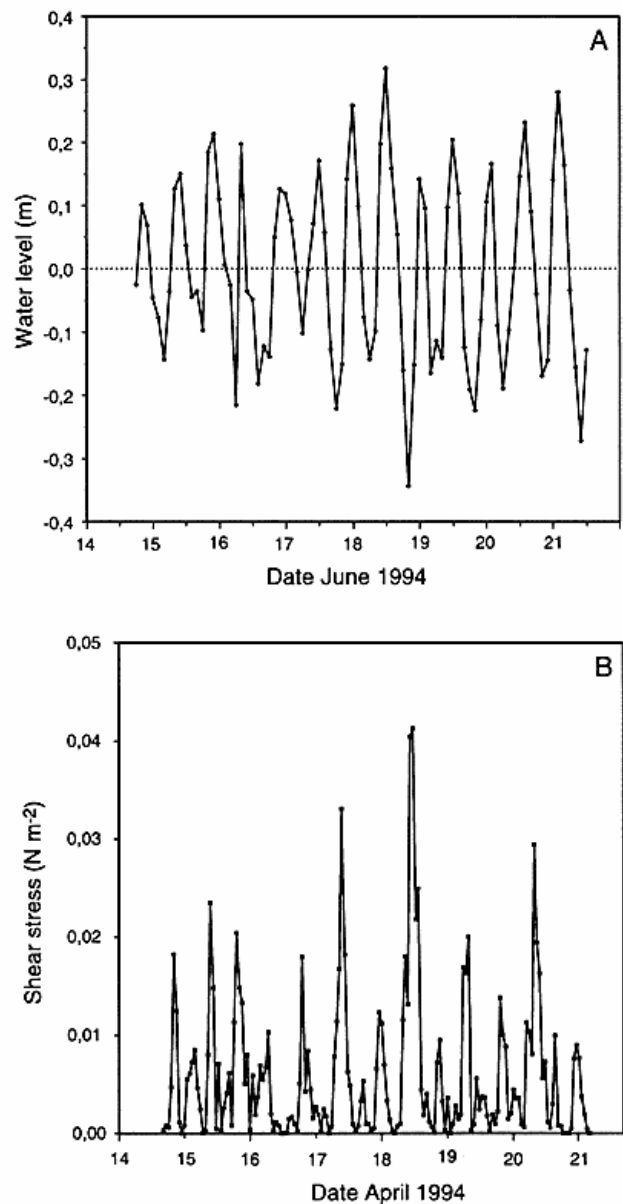 A
0,4
0,3
0,2
0,1
0,0
-0,1
-0,2
-0,3
-0,4
Water level (m)
14 15 16 17 18 19 20 21
Date June 1994
B
0,05
0,04
0,03
0,02
0,01
0,00
Shear stress (N m-2)
14 15 16 17 18 19 20 21
Date April 1994